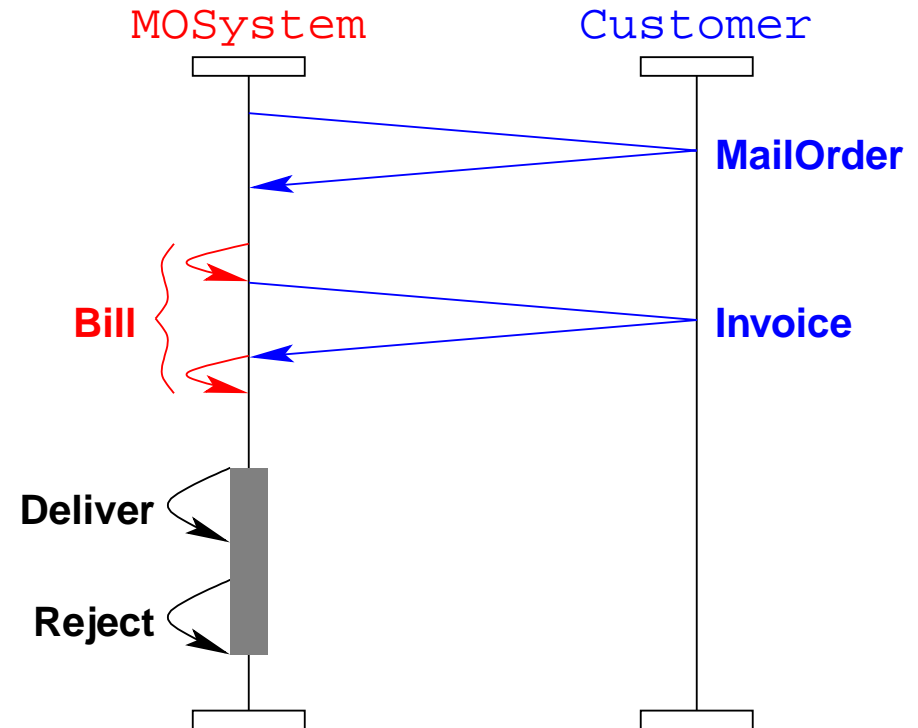 MOSystem
Customer
MailOrder
Bill
Invoice
Deliver
Reject